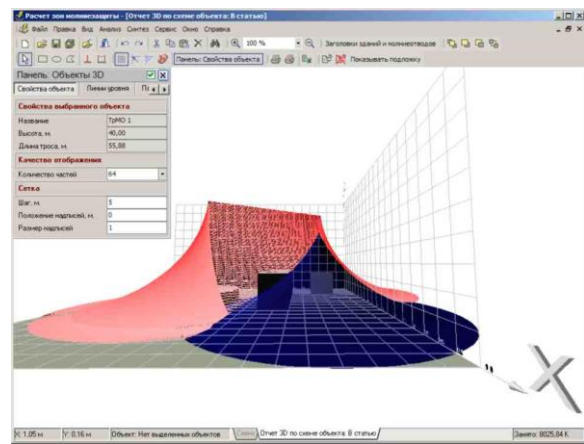 Расчет зон молниезащиты - [Отчет 3D по схеме объекта: В статью]
Файл Правка Вид Анализ Синтез Сервис Окно Справка
100 %
Заголовки зданий и молниеотводов
Панель: Свойства объекта
Показывать подложку
Панель: Объекты 3D
Свойства объекта Линии уровня
Свойства выбранного объекта
Название ТрМО 1
Высота, м. 40,00
Длина троса, м. 55,88
Качество отображения
Количество частей 64
Сетка
Шаг, м. 5
Положение надписей, м. 0
Размер надписей 1
X
X: 1,05 м Y: 0,16 м Объект: Нет выделенных объектов Схема Отчет 3D по схеме объекта: В статью Занято: 8025,84 К.